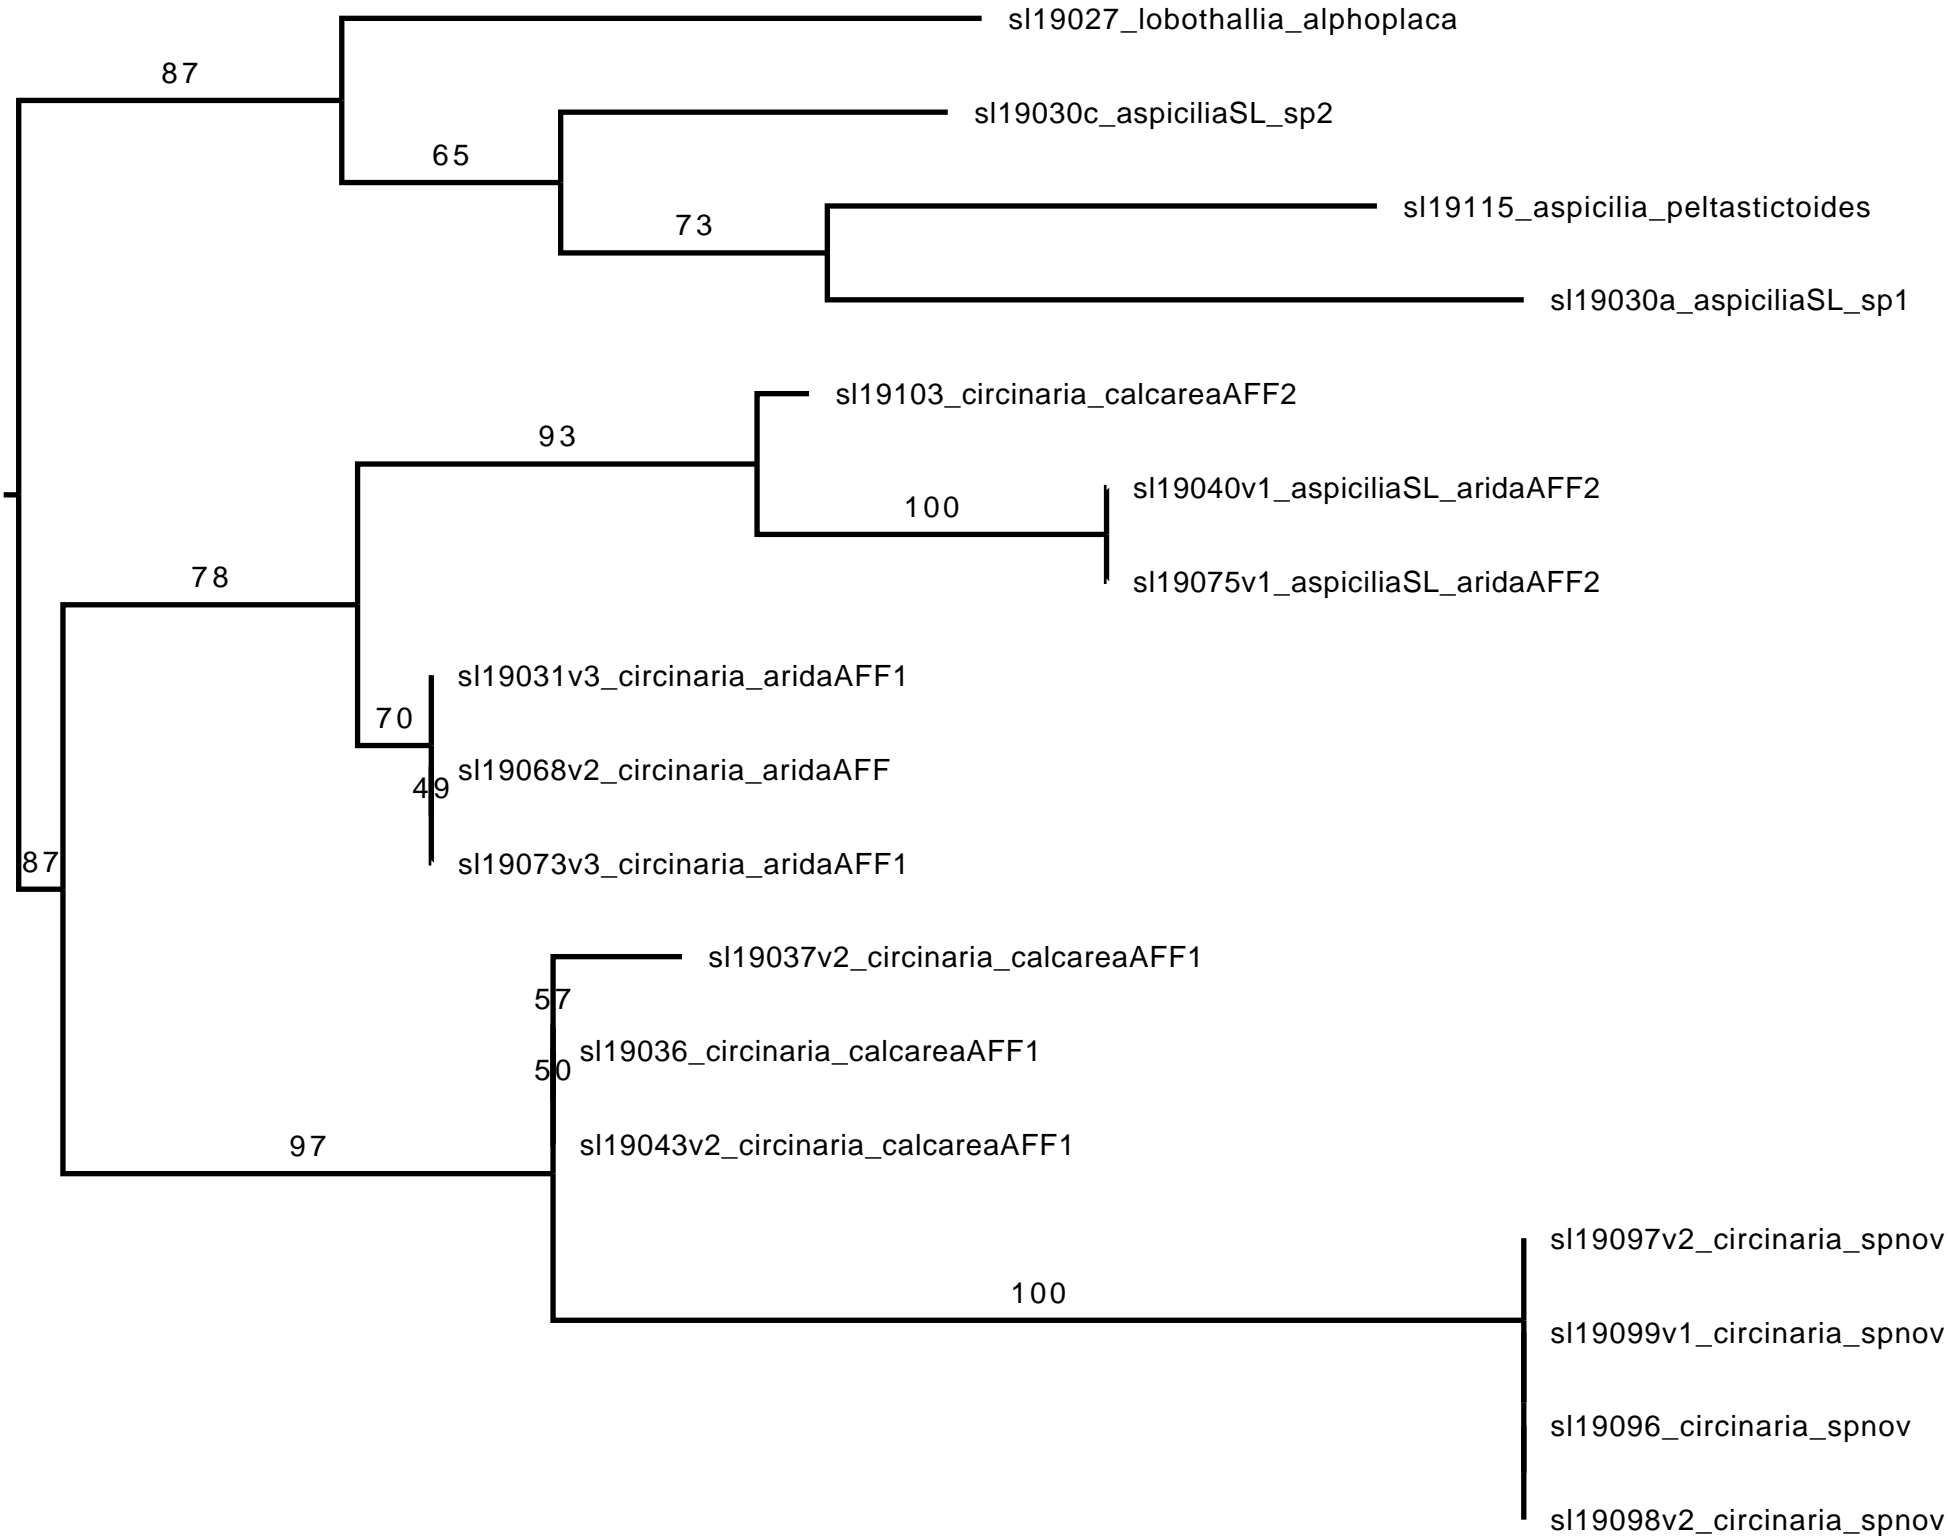 sl19027_lobothallia_alphoplaca
87
sl19030c_aspiciliaSL_sp2
65
sl19115_aspicilia_peltastictoides
73
sl19030a_aspiciliaSL_sp1
sl19103_circinaria_calcareaAFF2
93
sl19040v1_aspiciliaSL_aridaAFF2
100
sl19075v1_aspiciliaSL_aridaAFF2
78
sl19031v3_circinaria_aridaAFF1
70
sl19068v2_circinaria_aridaAFF
49
sl19073v3_circinaria_aridaAFF1
87
sl19037v2_circinaria_calcareaAFF1
57
sl19036_circinaria_calcareaAFF1
50
sl19043v2_circinaria_calcareaAFF1
97
sl19097v2_circinaria_spnov
100
sl19099v1_circinaria_spnov
sl19096_circinaria_spnov
sl19098v2_circinaria_spnov